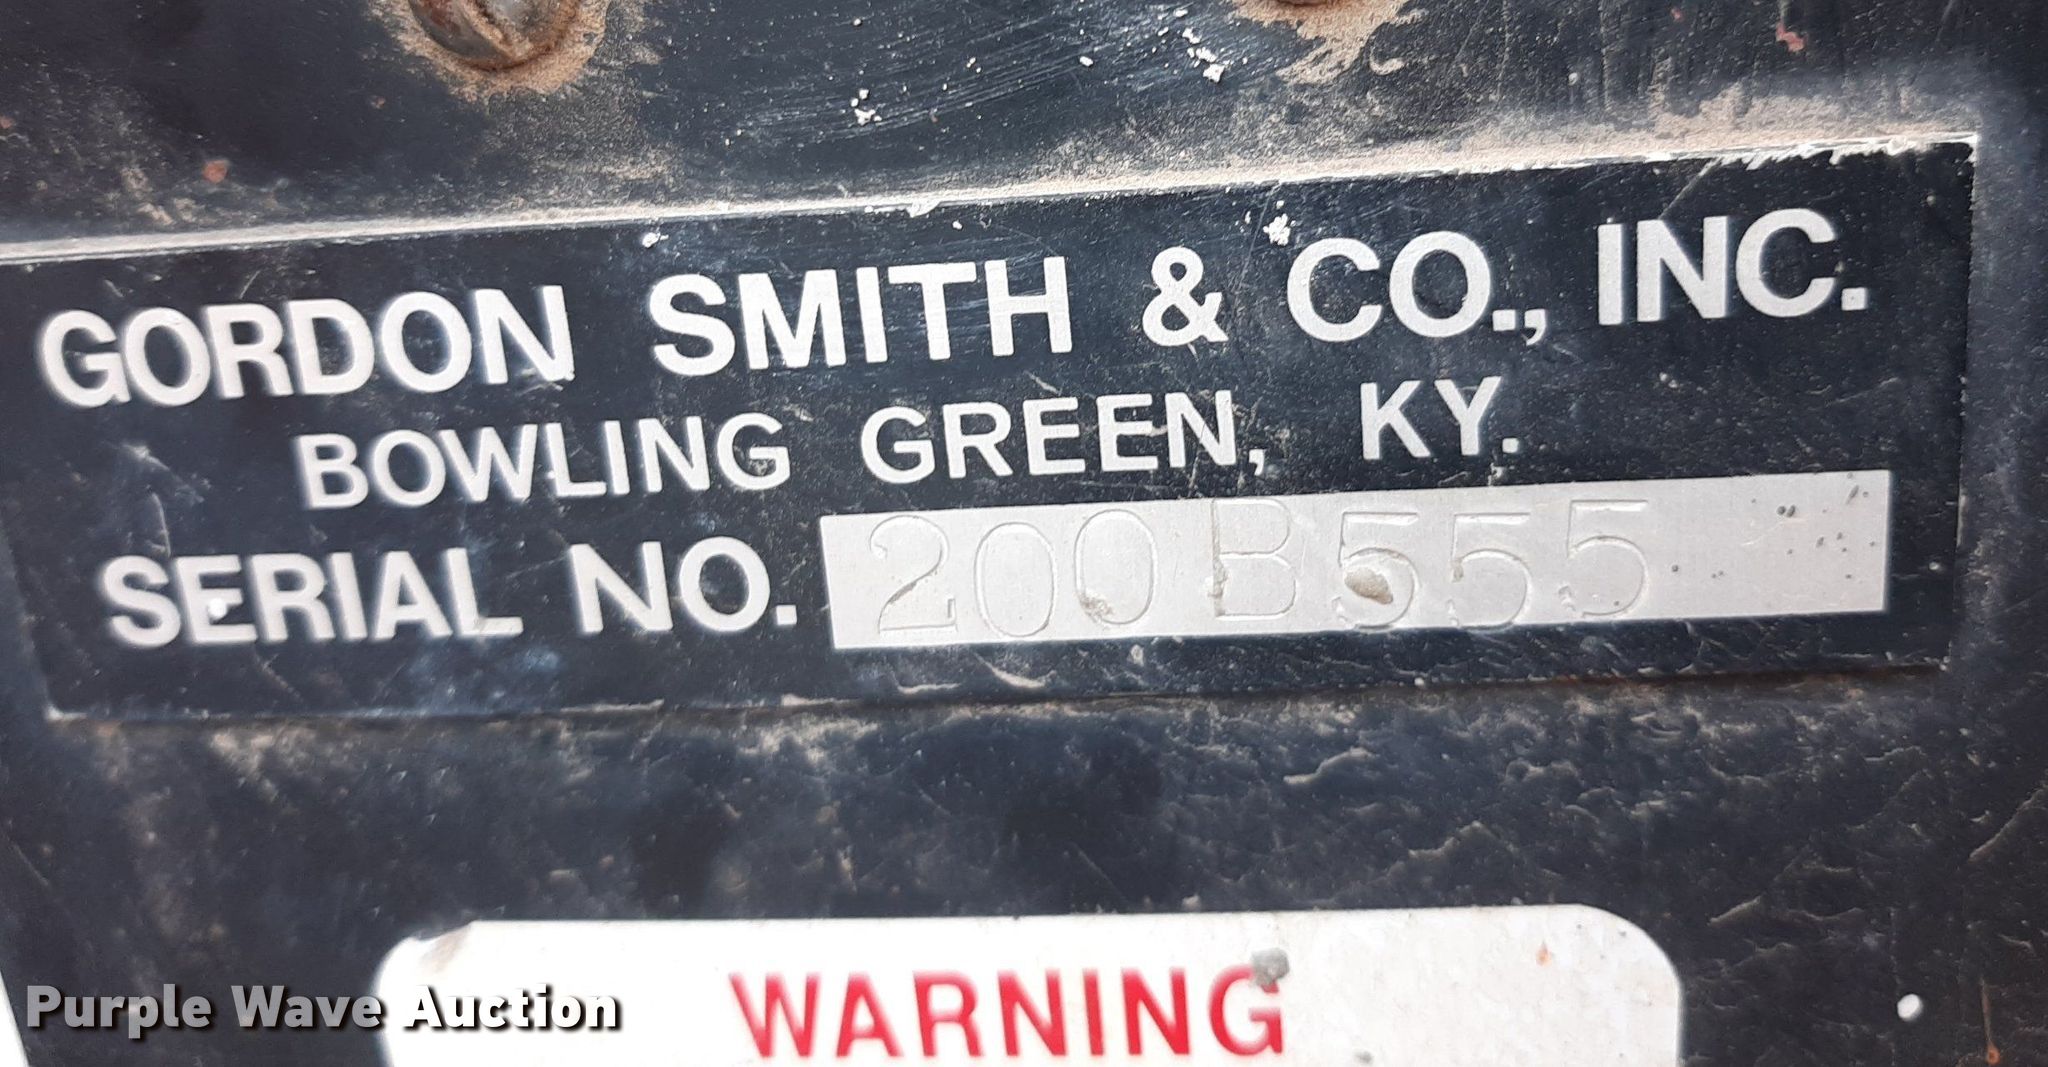 GORDON SMITH & CO., INC.
BOWLING GREEN, KY.
SERIAL NO. 200B555
WARNING
Purple Wave Auction